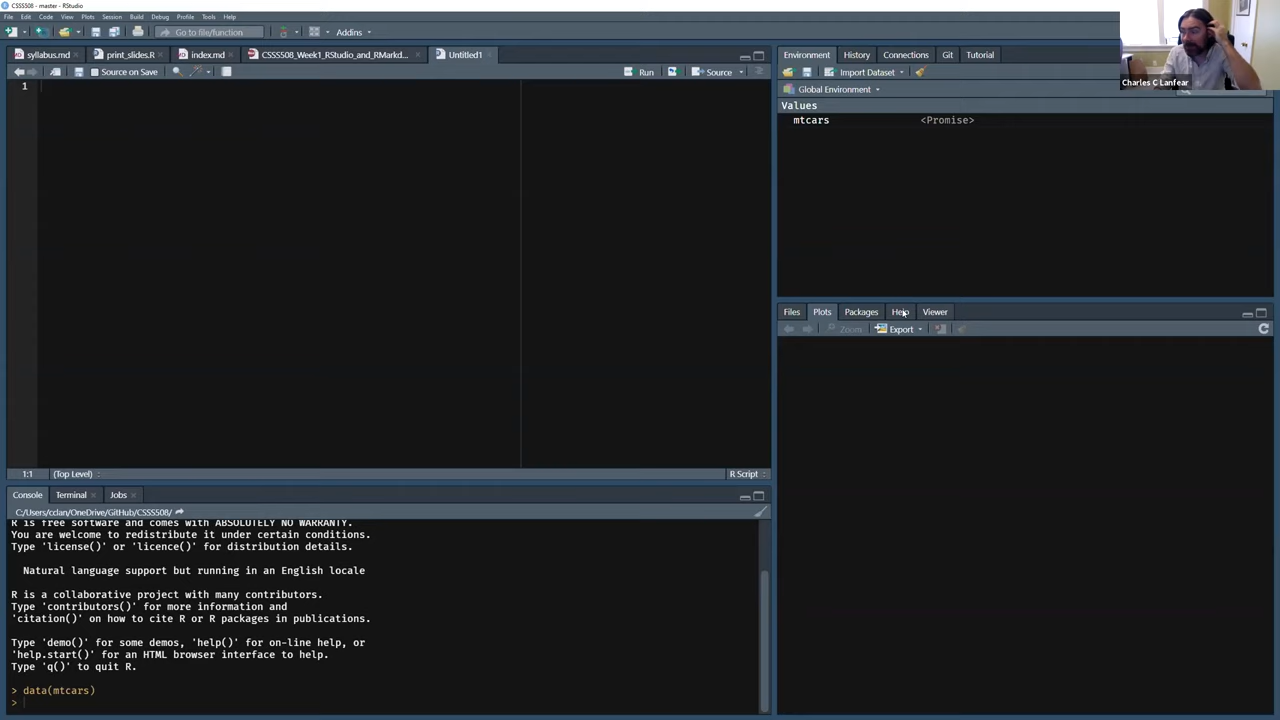 CSSS508 - master - RStudio
File Edit Code View Plots Session Build Debug Profile Tools Help
Go to file/function Addins
syllabus.md print_slides.R index.md CSSS508_Week1_RStudio_and_RMarkd... Untitled1
Source on Save Run Source
1
1:1 (Top Level) R Script
Console Terminal Jobs
C:/Users/cclan/OneDrive/GitHub/CSSS508/
R is free software and comes with ABSOLUTELY NO WARRANTY.
You are welcome to redistribute it under certain conditions.
Type 'license()' or 'licence()' for distribution details.
Natural language support but running in an English locale
R is a collaborative project with many contributors.
Type 'contributors()' for more information and
'citation()' on how to cite R or R packages in publications.
Type 'demo()' for some demos, 'help()' for on-line help, or
'help.start()' for an HTML browser interface to help.
Type 'q()' to quit R.
> data(mtcars)
>
Environment History Connections Git Tutorial
Import Dataset
Global Environment
Values
mtcars <Promise>
Files Plots Packages Help Viewer
Zoom Export
Charles C Lanfear